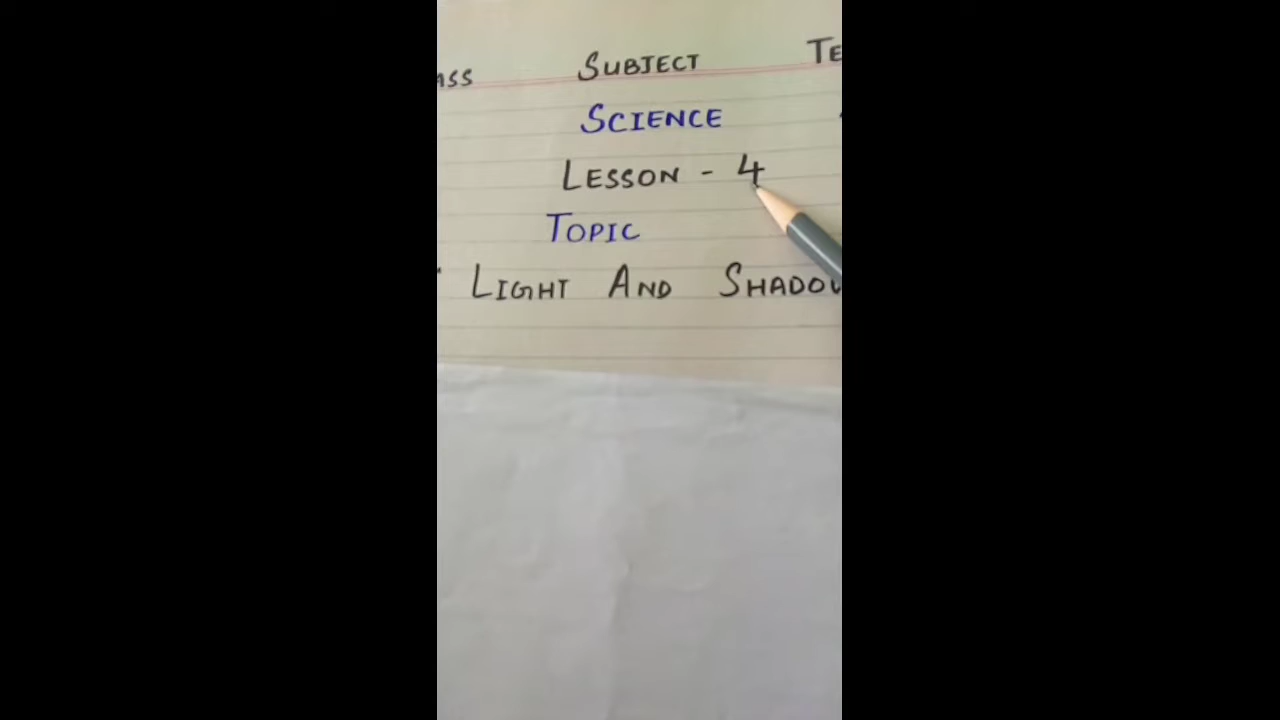 SUBJECT
SCIENCE
LESSON - 4
TOPIC
LIGHT AND